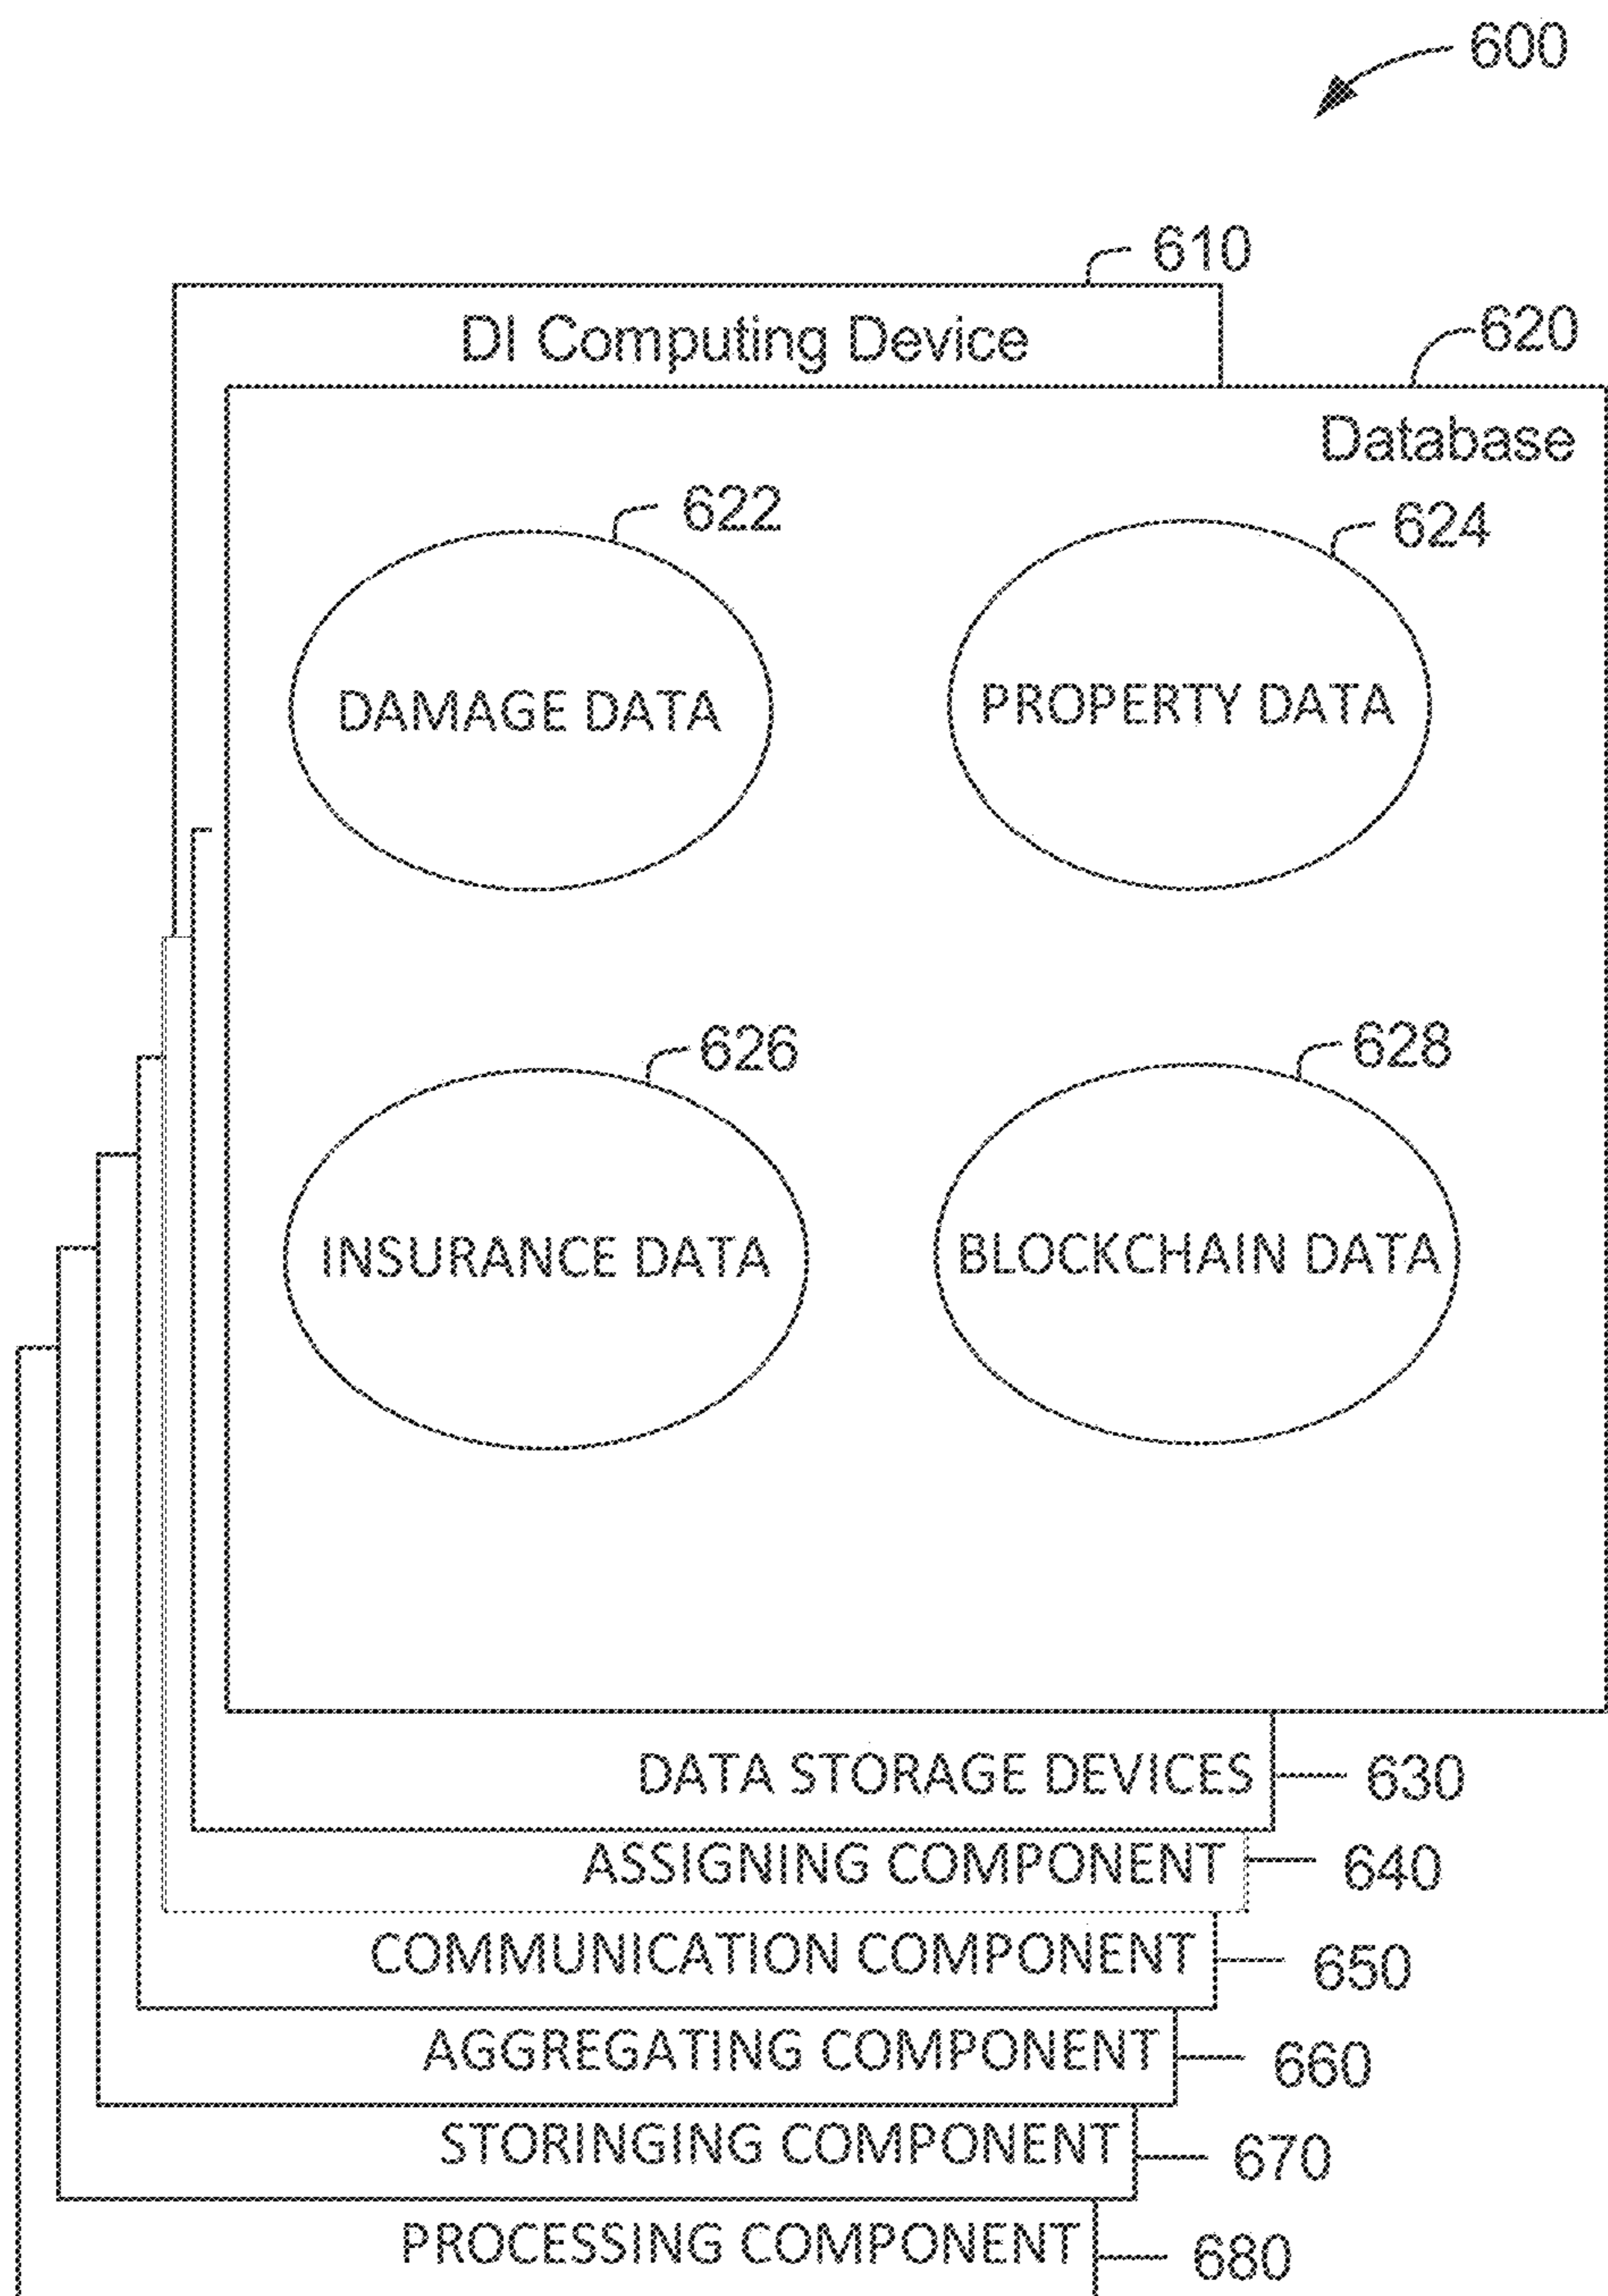 600
610
DI Computing Device
620
Database
622
624
DAMAGE DATA
PROPERTY DATA
626
628
INSURANCE DATA
BLOCKCHAIN DATA
DATA STORAGE DEVICES
630
ASSIGNING COMPONENT
640
COMMUNICATION COMPONENT
650
AGGREGATING COMPONENT
660
STORINGING COMPONENT
670
PROCESSING COMPONENT
680